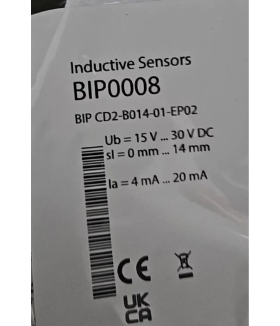 Inductive Sensors
BIP0008
BIP CD2-B014-01-EP02
Ub = 15 V ... 30 V DC
sl = 0 mm ... 14 mm
Ia = 4 mA ... 20 mA
CE
UK
CA